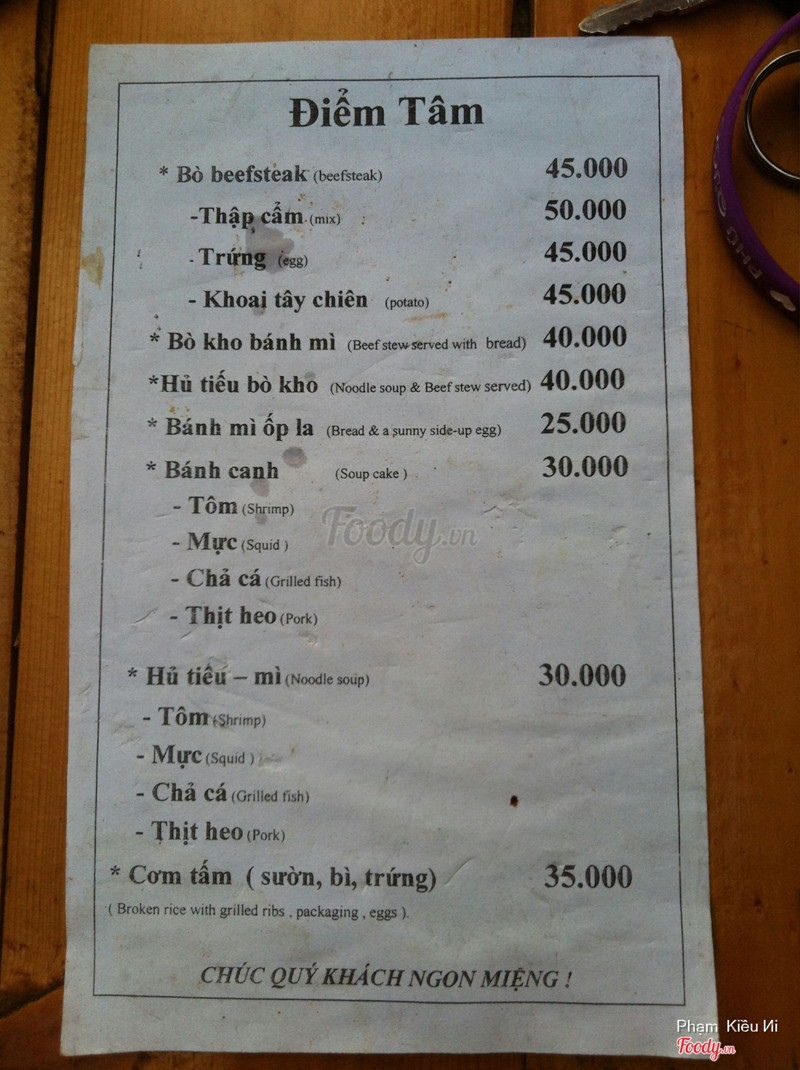 Điểm Tâm
* Bò beefsteak (beefsteak) 45.000
-Thập cẩm (mix) 50.000
- Trứng (egg) 45.000
- Khoai tây chiên (potato) 45.000
* Bò kho bánh mì (Beef stew served with bread) 40.000
*Hủ tiếu bò kho (Noodle soup & Beef stew served) 40.000
* Bánh mì ốp la (Bread & a sunny side-up egg) 25.000
* Bánh canh (Soup cake ) 30.000
- Tôm (Shrimp)
- Mực (Squid )
- Chả cá (Grilled fish)
- Thịt heo (Pork)
Foody.vn
* Hủ tiếu – mì (Noodle soup) 30.000
- Tôm (Shrimp)
- Mực (Squid )
- Chả cá (Grilled fish)
- Thịt heo (Pork)
* Cơm tấm ( sườn, bì, trứng) 35.000
( Broken rice with grilled ribs , packaging , eggs ).
CHÚC QUÝ KHÁCH NGON MIỆNG !
Phạm Kiều Иi
Foody.vn